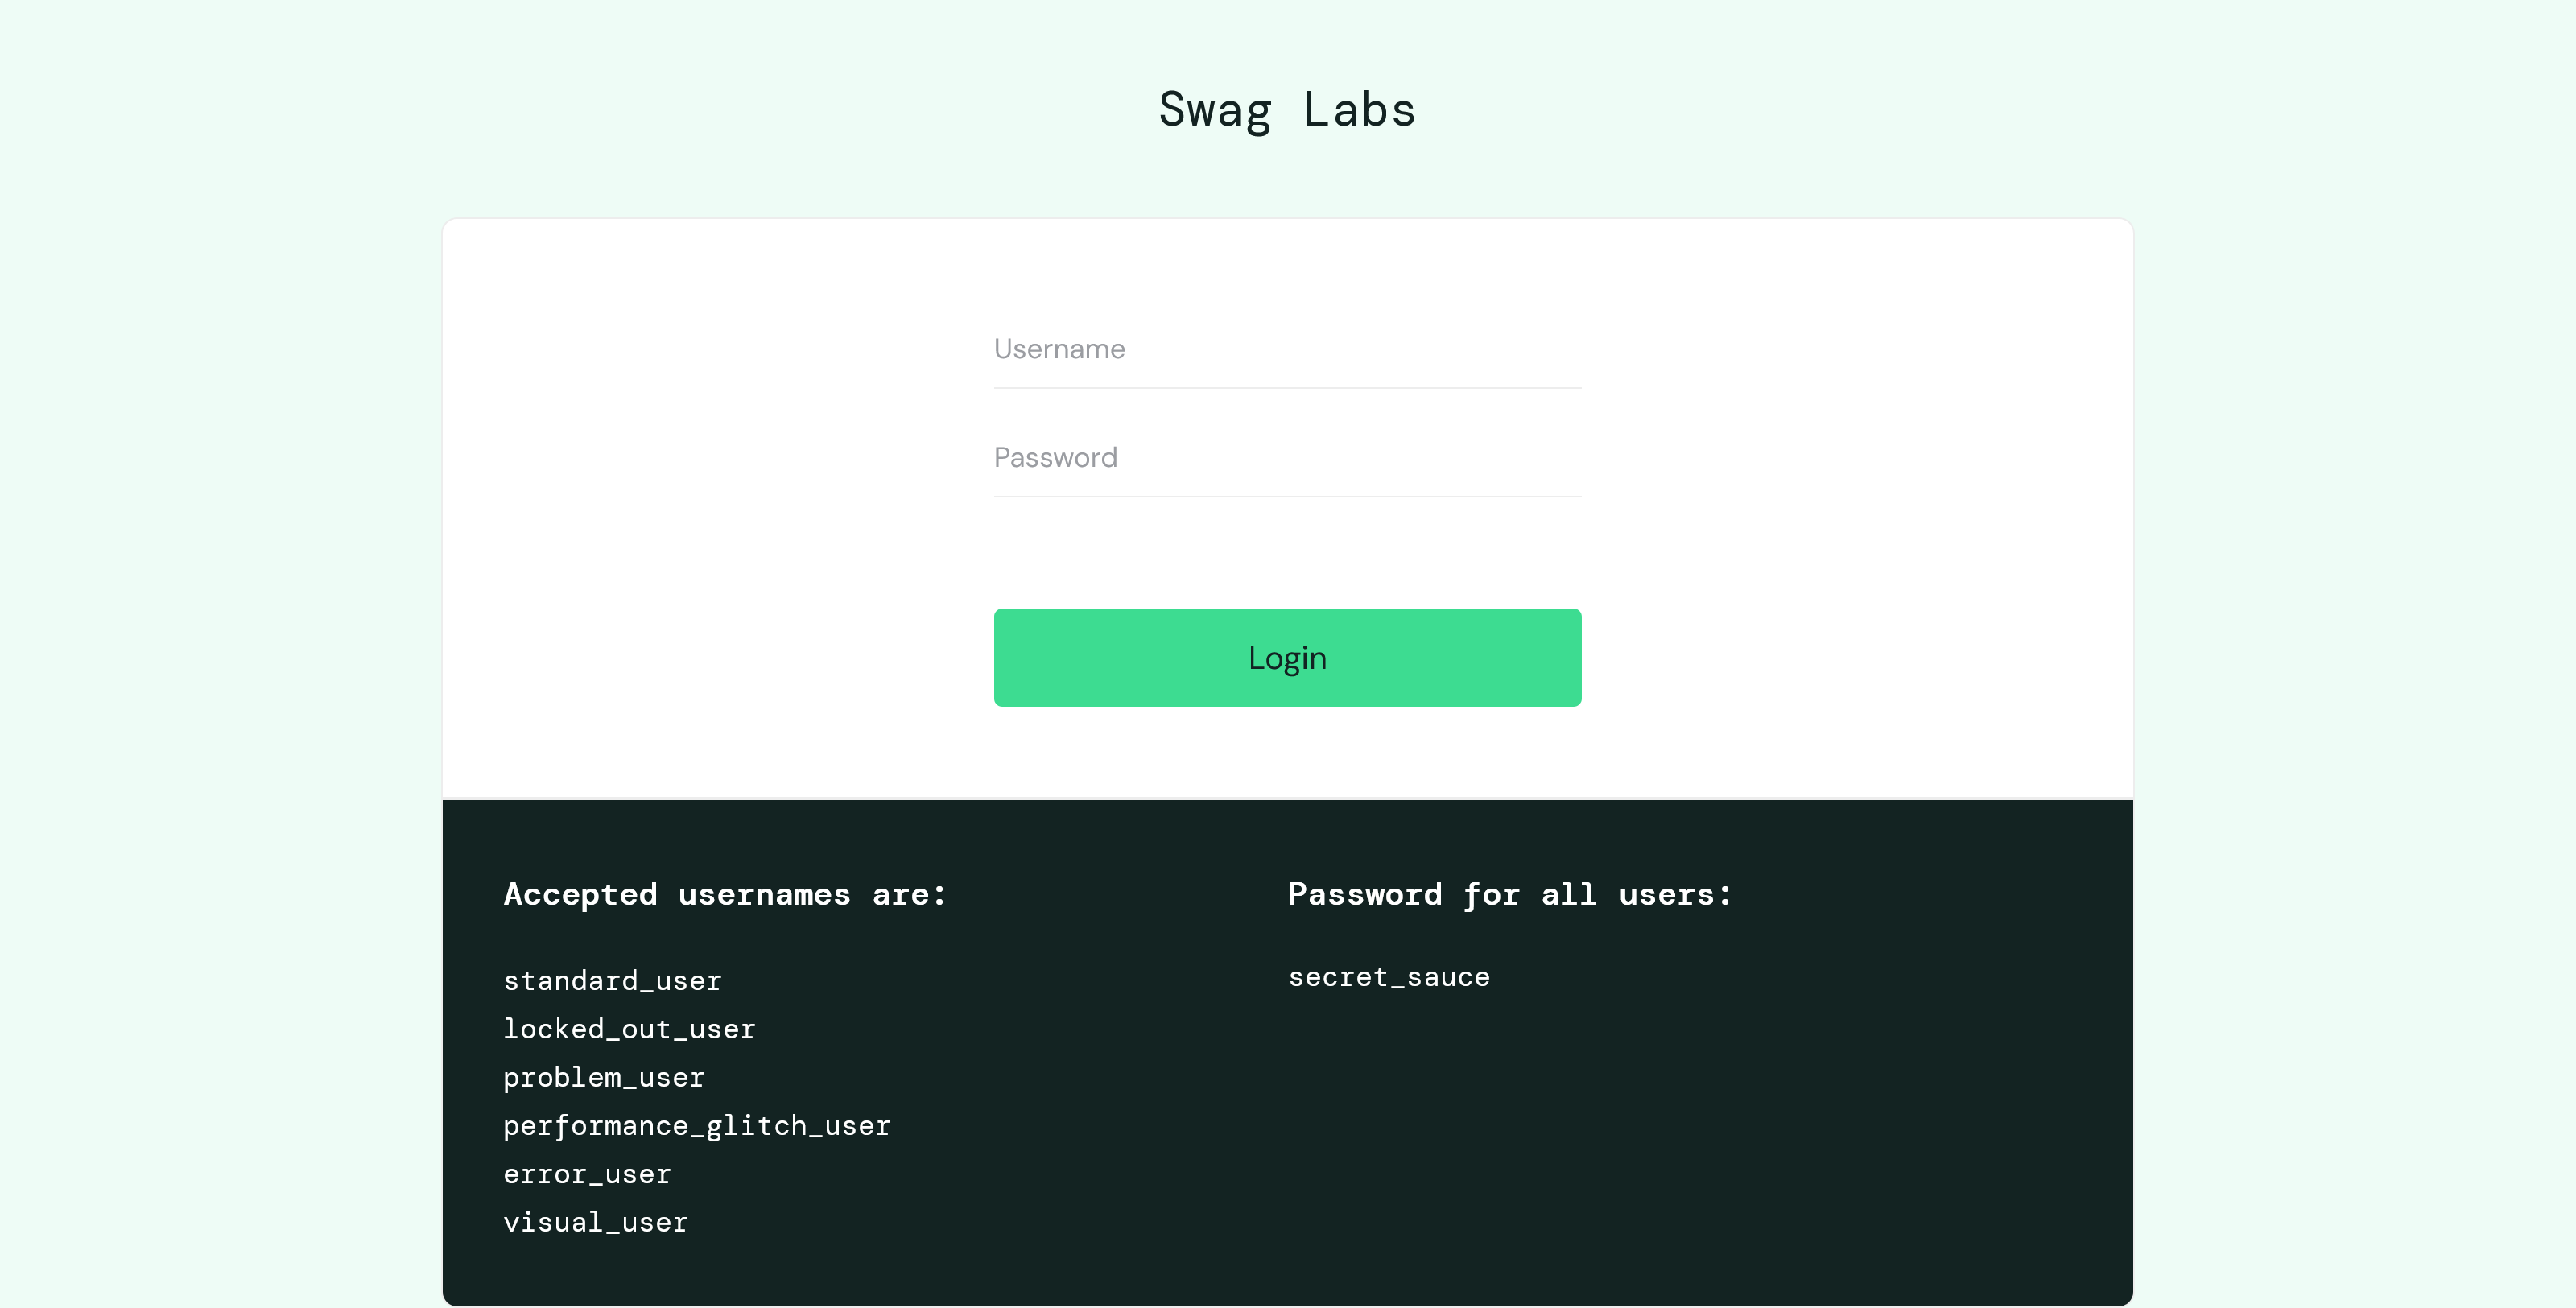 Swag Labs
Username
Password
Login
Accepted usernames are:
standard_user
locked_out_user
problem_user
performance_glitch_user
error_user
visual_user
Password for all users:
secret_sauce